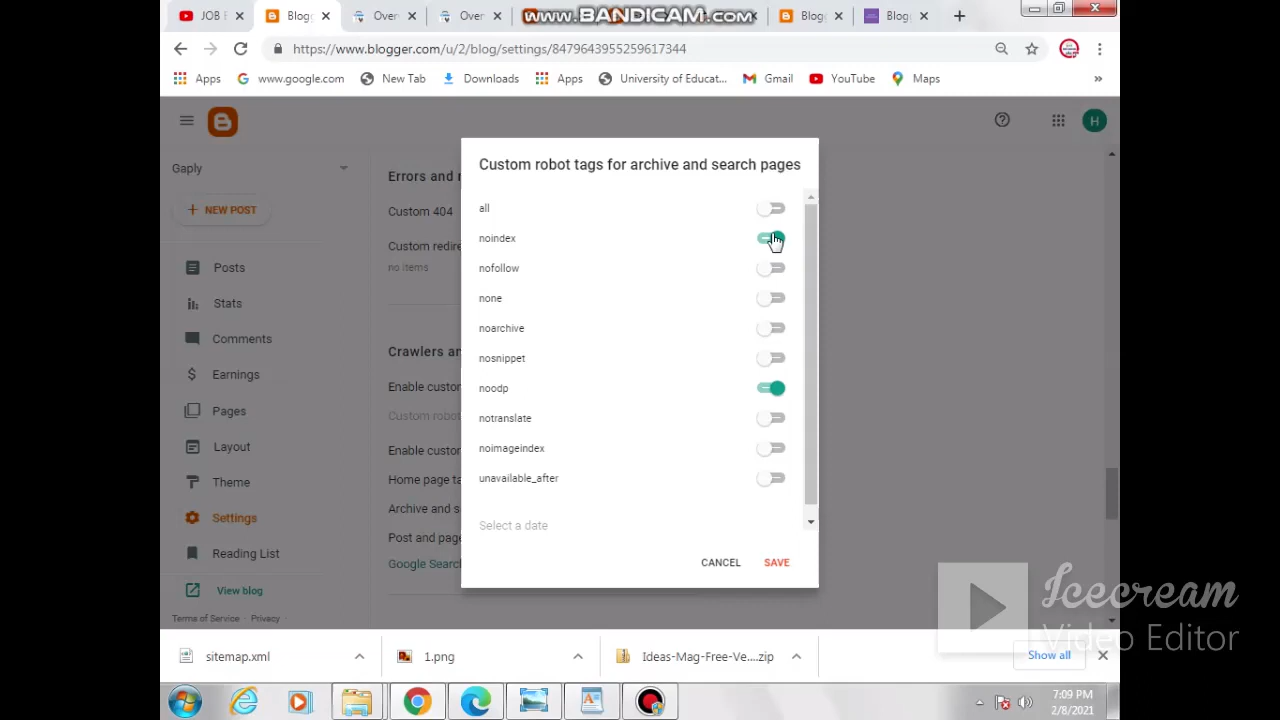 JOB E
Blogg
Over
Over
www.BANDICAM.com
Blogg
Blog
https://www.blogger.com/u/2/blog/settings/8479643955259617344
Apps
www.google.com
New Tab
Downloads
Apps
University of Educat...
Gmail
YouTube
Maps
»
H
Gaply
+ NEW POST
Posts
Stats
Comments
Earnings
Pages
Layout
Theme
Settings
Reading List
View blog
Terms of Service · Privacy ·
Errors and r
Custom 404
Custom redire
no items
Crawlers an
Enable custor
Custom robot
Enable custor
Home page ta
Archive and s
Post and page
Google Search
Custom robot tags for archive and search pages
all
noindex
nofollow
none
noarchive
nosnippet
noodp
notranslate
noimageindex
unavailable_after
Select a date
CANCEL
SAVE
Icecream
Video Editor
sitemap.xml
1.png
Ideas-Mag-Free-Ve....zip
Show all
7:09 PM
2/8/2021